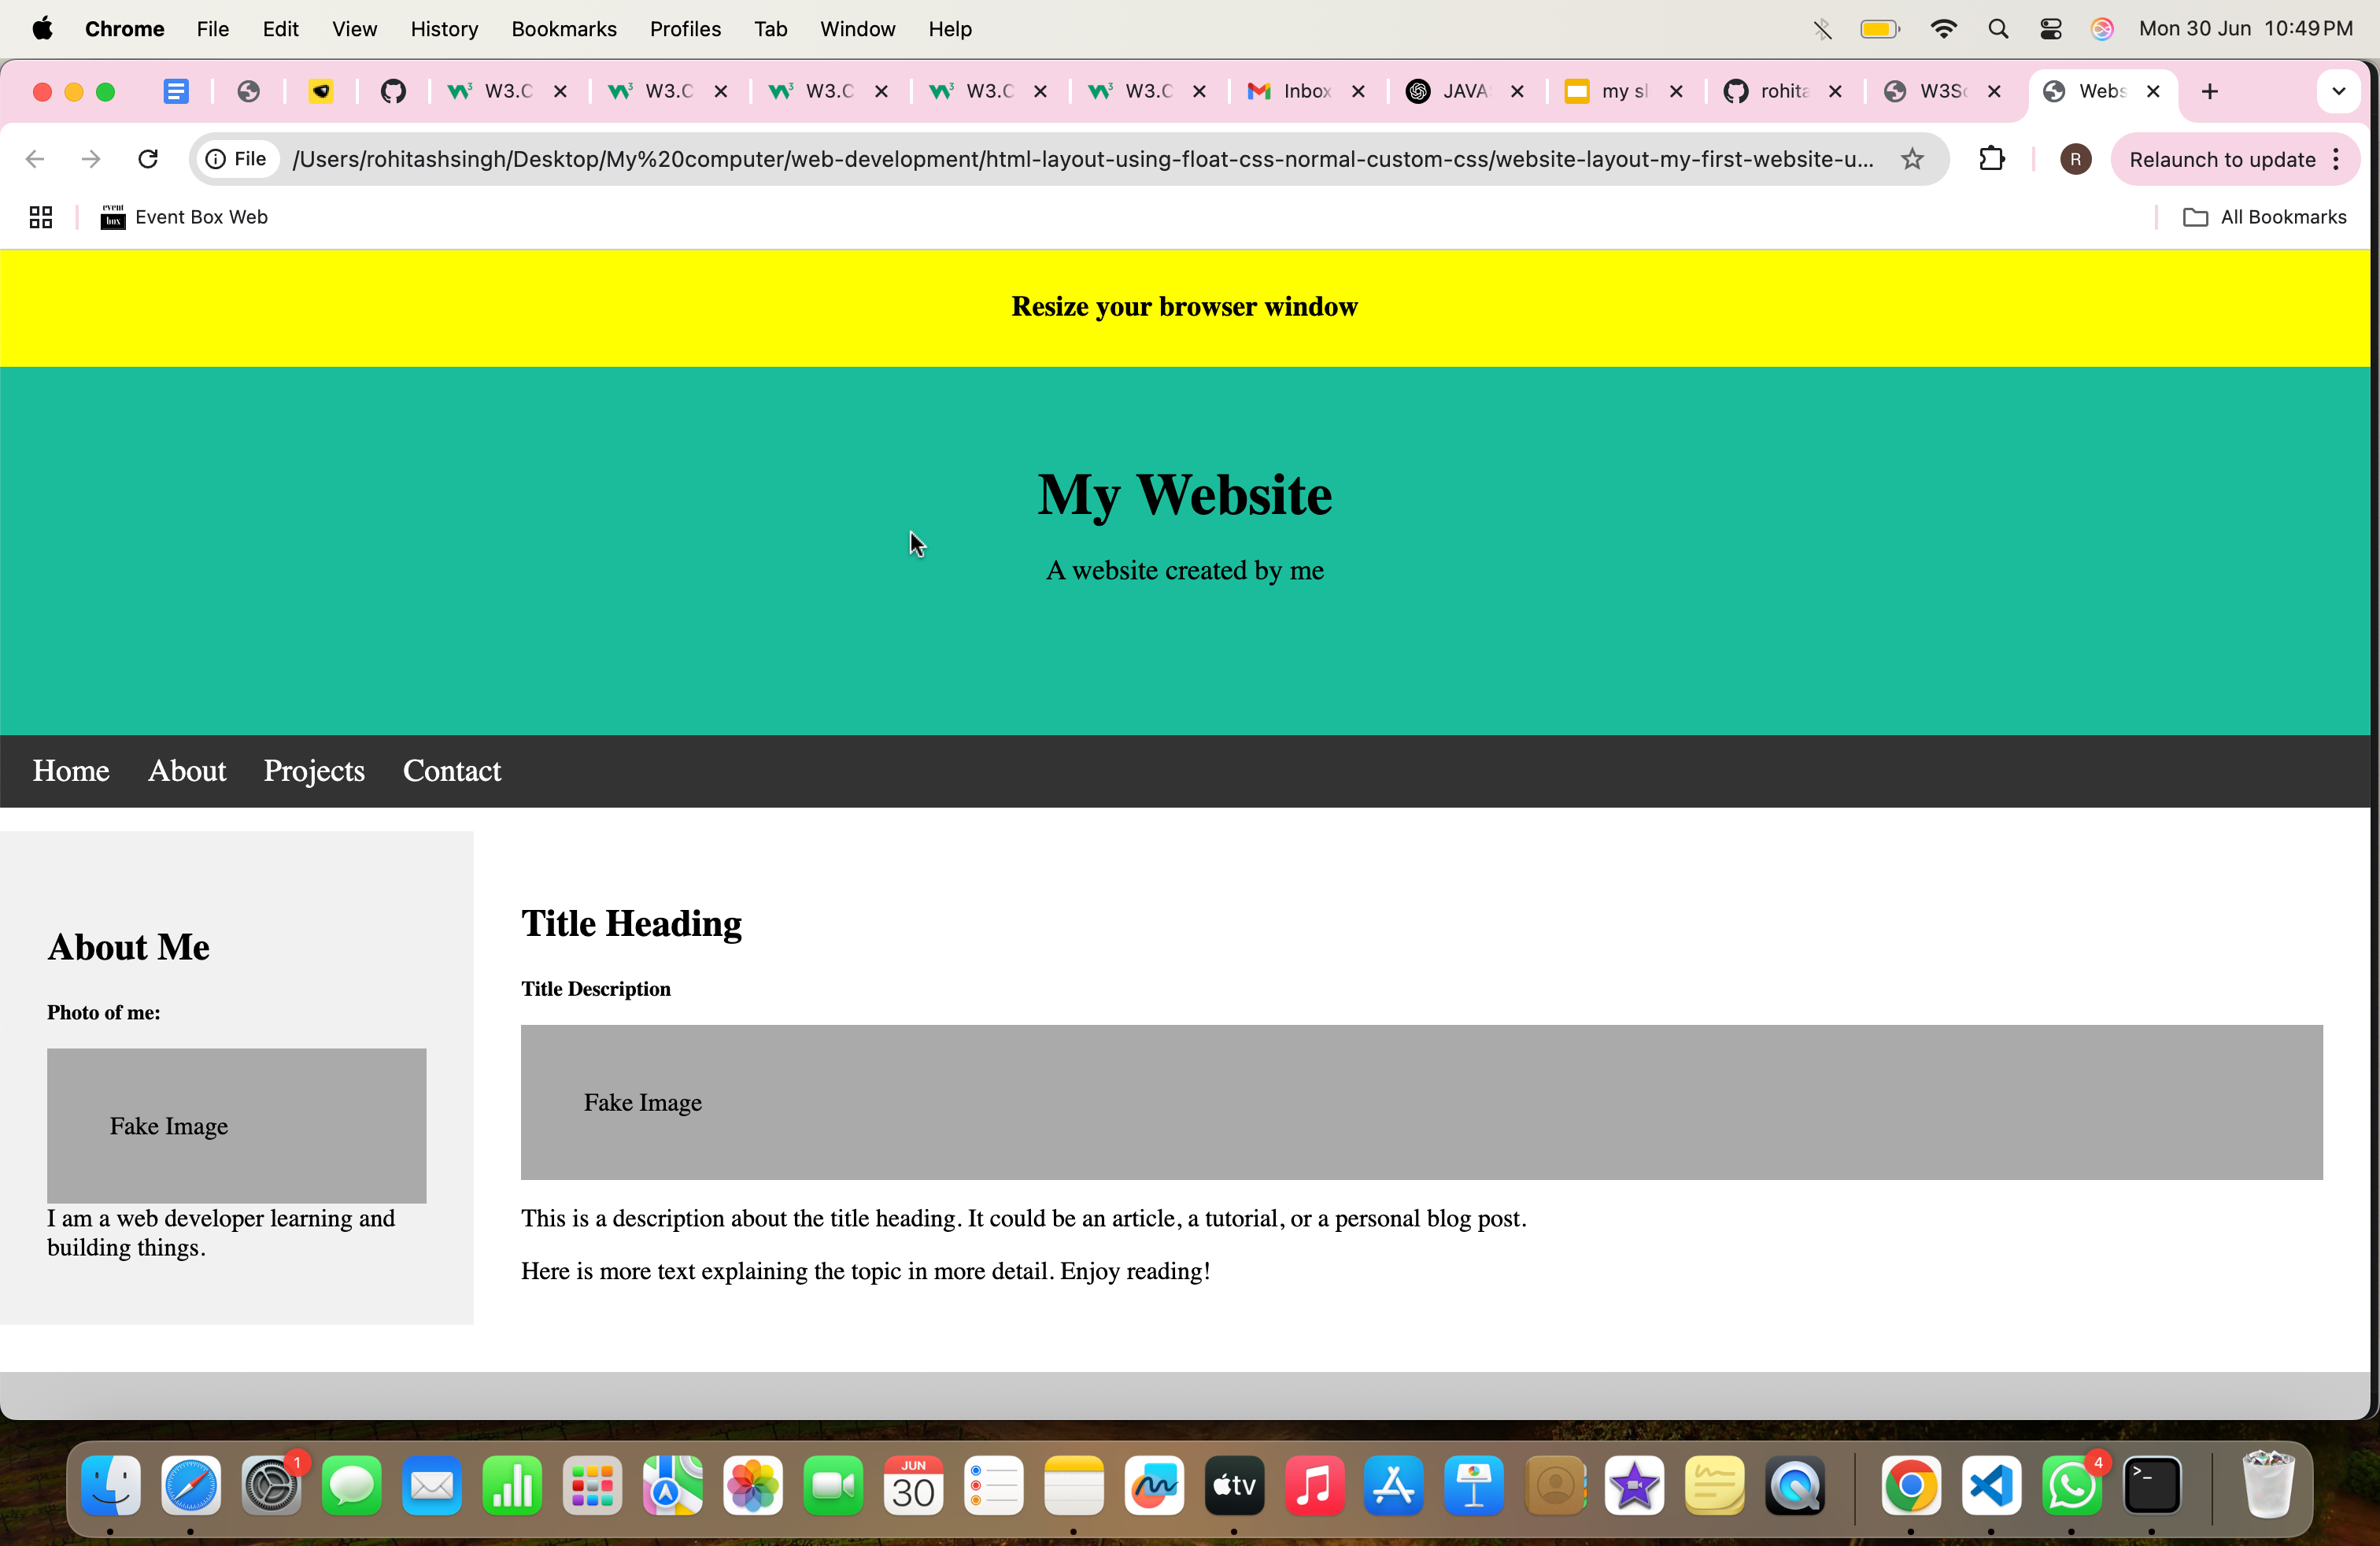 Chrome File Edit View History Bookmarks Profiles Tab Window Help Mon 30 Jun 10:49 PM
W3.C W3.C W3.C W3.C W3.C Inbox JAVA my sl rohita W3Sc Webs
File /Users/rohitashsingh/Desktop/My%20computer/web-development/html-layout-using-float-css-normal-custom-css/website-layout-my-first-website-u... R Relaunch to update
event box Event Box Web All Bookmarks
Resize your browser window
My Website
A website created by me
Home About Projects Contact
About Me
Photo of me:
Fake Image
I am a web developer learning and
building things.
Title Heading
Title Description
Fake Image
This is a description about the title heading. It could be an article, a tutorial, or a personal blog post.
Here is more text explaining the topic in more detail. Enjoy reading!
1 JUN 30 tv 4 >_